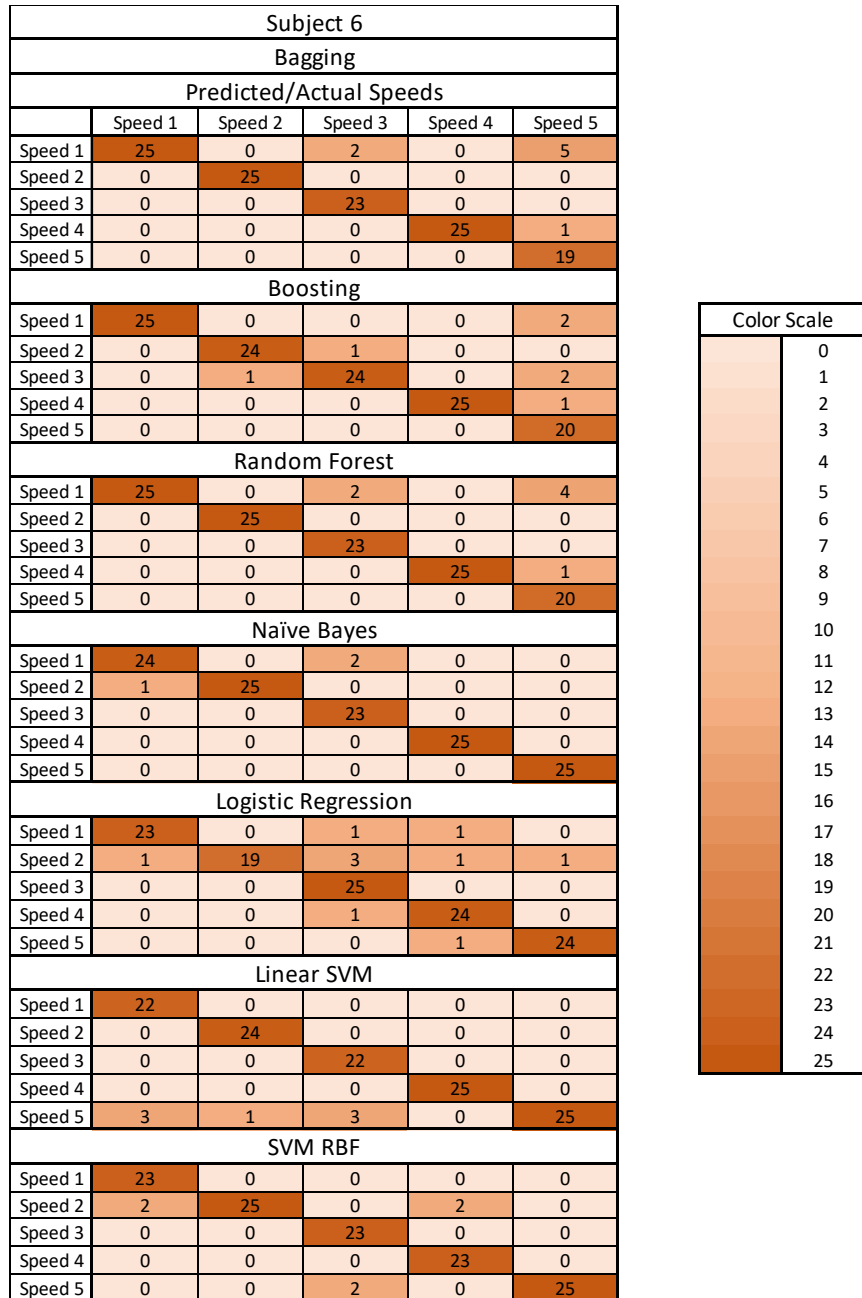 Subject 6
Bagging
Predicted/Actual Speeds
Speed 1 Speed 2 Speed 3 Speed 4 Speed 5
Speed 1 25 0 2 0 5
Speed 2 0 25 0 0 0
Speed 3 0 0 23 0 0
Speed 4 0 0 0 25 1
Speed 5 0 0 0 0 19
Boosting
Speed 1 25 0 0 0 2
Speed 2 0 24 1 0 0
Speed 3 0 1 24 0 2
Speed 4 0 0 0 25 1
Speed 5 0 0 0 0 20
Random Forest
Speed 1 25 0 2 0 4
Speed 2 0 25 0 0 0
Speed 3 0 0 23 0 0
Speed 4 0 0 0 25 1
Speed 5 0 0 0 0 20
Naïve Bayes
Speed 1 24 0 2 0 0
Speed 2 1 25 0 0 0
Speed 3 0 0 23 0 0
Speed 4 0 0 0 25 0
Speed 5 0 0 0 0 25
Logistic Regression
Speed 1 23 0 1 1 0
Speed 2 1 19 3 1 1
Speed 3 0 0 25 0 0
Speed 4 0 0 1 24 0
Speed 5 0 0 0 1 24
Linear SVM
Speed 1 22 0 0 0 0
Speed 2 0 24 0 0 0
Speed 3 0 0 22 0 0
Speed 4 0 0 0 25 0
Speed 5 3 1 3 0 25
SVM RBF
Speed 1 23 0 0 0 0
Speed 2 2 25 0 2 0
Speed 3 0 0 23 0 0
Speed 4 0 0 0 23 0
Speed 5 0 0 2 0 25
Color Scale
0
1
2
3
4
5
6
7
8
9
10
11
12
13
14
15
16
17
18
19
20
21
22
23
24
25